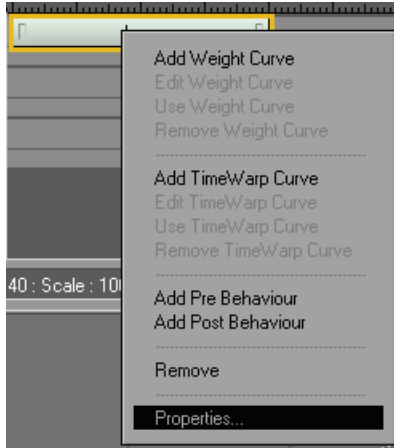 Add Weight Curve
Edit Weight Curve
Use Weight Curve
Remove Weight Curve
Add TimeWarp Curve
Edit TimeWarp Curve
Use TimeWarp Curve
Remove TimeWarp Curve
40 : Scale : 10
Add Pre Behaviour
Add Post Behaviour
Remove
Properties...